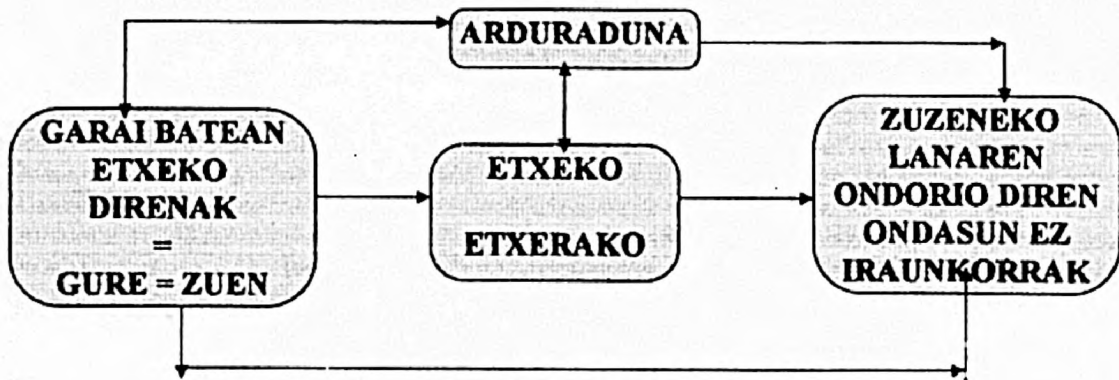 ARDURADUNA
GARAI BATEAN
ETXEKO
DIRENAK
=
GURE = ZUEN
ETXEKO
ETXERAKO
ZUZENEKO
LANAREN
ONDORIO DIREN
ONDASUN EZ
IRAUNKORRAK